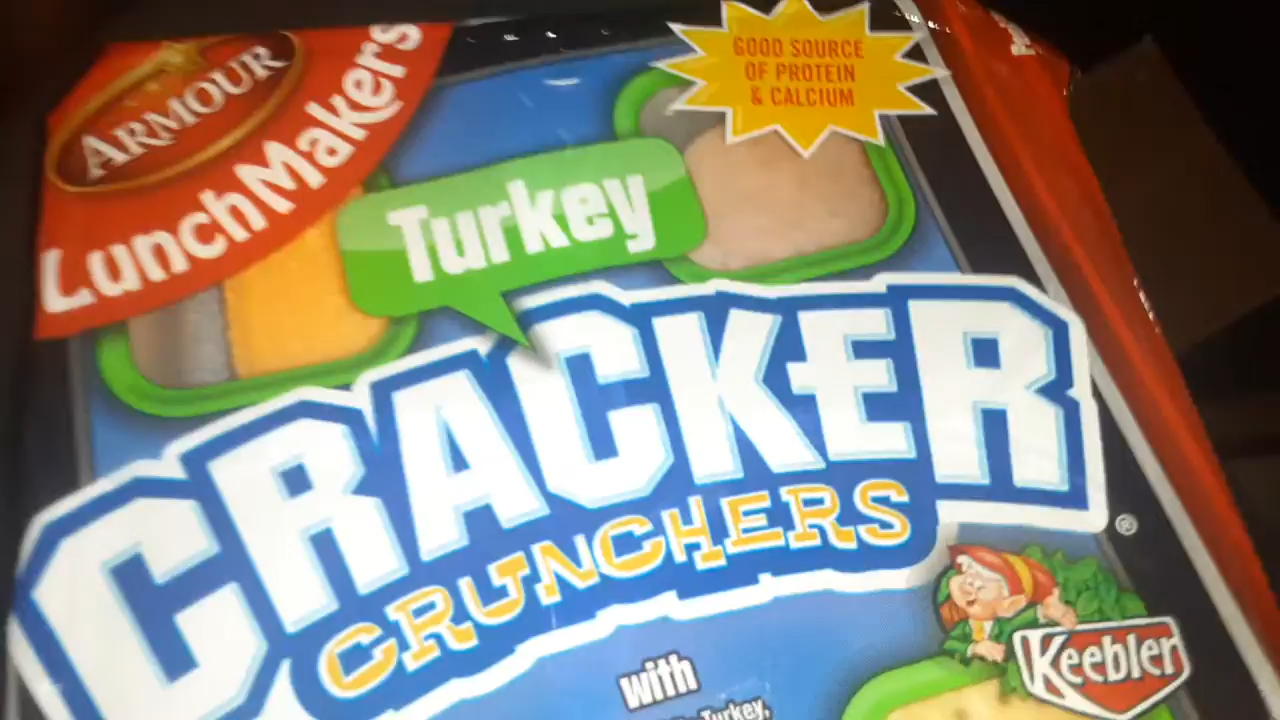 ARMOUR
LunchMakers
GOOD SOURCE
OF PROTEIN
& CALCIUM
Turkey
CRACKER
CRUNCHERS
®
Keebler
with
Turkey,